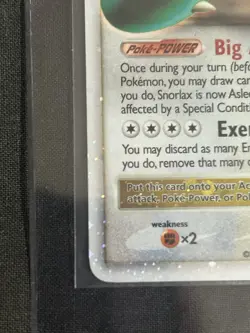 Poké-POWER Big
Once during your turn (befo
Pokémon, you may draw car
you do, Snorlax is now Aslee
affected by a Special Conditi
Exer
You may discard as many En
you do, remove that many d
Put this card onto your Ac
attack, Poké-Power, or Pok
weakness
×2
©